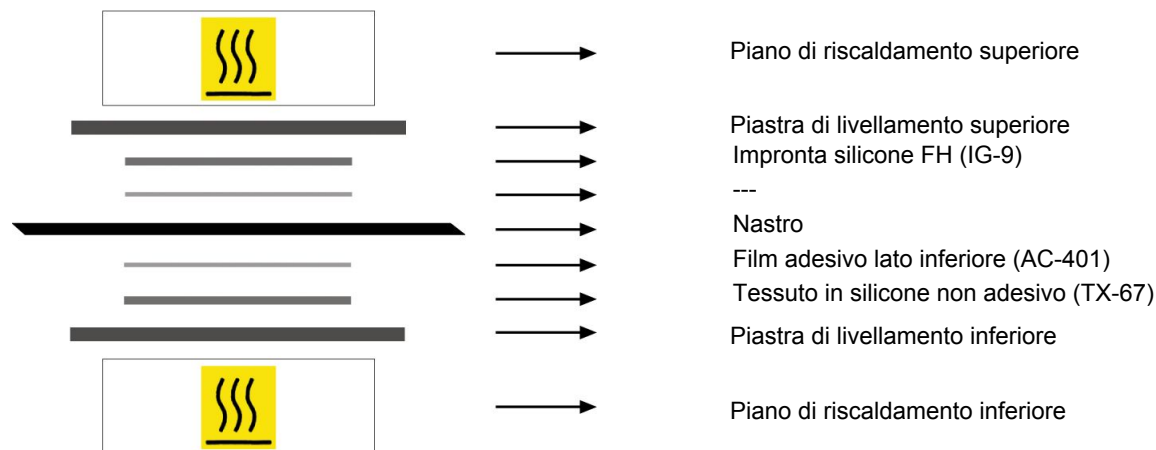 Piano di riscaldamento superiore
Piastra di livellamento superiore
Impronta silicone FH (IG-9)
---
Nastro
Film adesivo lato inferiore (AC-401)
Tessuto in silicone non adesivo (TX-67)
Piastra di livellamento inferiore
Piano di riscaldamento inferiore